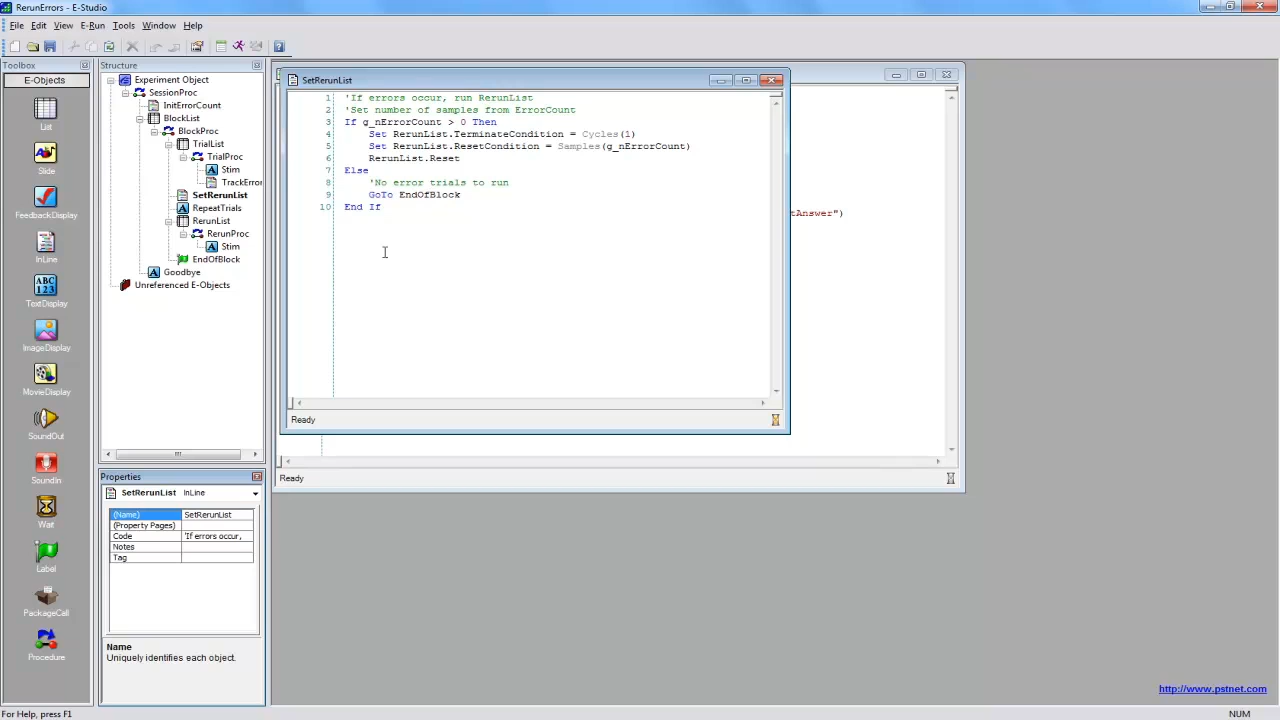 RerunErrors - E-Studio
File Edit View E-Run Tools Window Help
Toolbox
E-Objects
List
Slide
FeedbackDisplay
InLine
TextDisplay
ImageDisplay
MovieDisplay
SoundOut
SoundIn
Wait
Label
PackageCall
Procedure
Structure
Experiment Object
SessionProc
InitErrorCount
BlockList
BlockProc
TrialList
TrialProc
Stim
TrackError
SetRerunList
RepeatTrials
RerunList
RerunProc
Stim
EndOfBlock
Goodbye
Unreferenced E-Objects
Properties
SetRerunList InLine
(Name) SetRerunList
(Property Pages)
Code 'If errors occur,
Notes
Tag
Name
Uniquely identifies each object.
SetRerunList
1 'If errors occur, run RerunList
2 'Set number of samples from ErrorCount
3 If g_nErrorCount > 0 Then
4 Set RerunList.TerminateCondition = Cycles(1)
5 Set RerunList.ResetCondition = Samples(g_nErrorCount)
6 RerunList.Reset
7 Else
8 'No error trials to run
9 GoTo EndOfBlock
10 End If
Ready
tAnswer")
Ready
http://www.pstnet.com
For Help, press F1
NUM